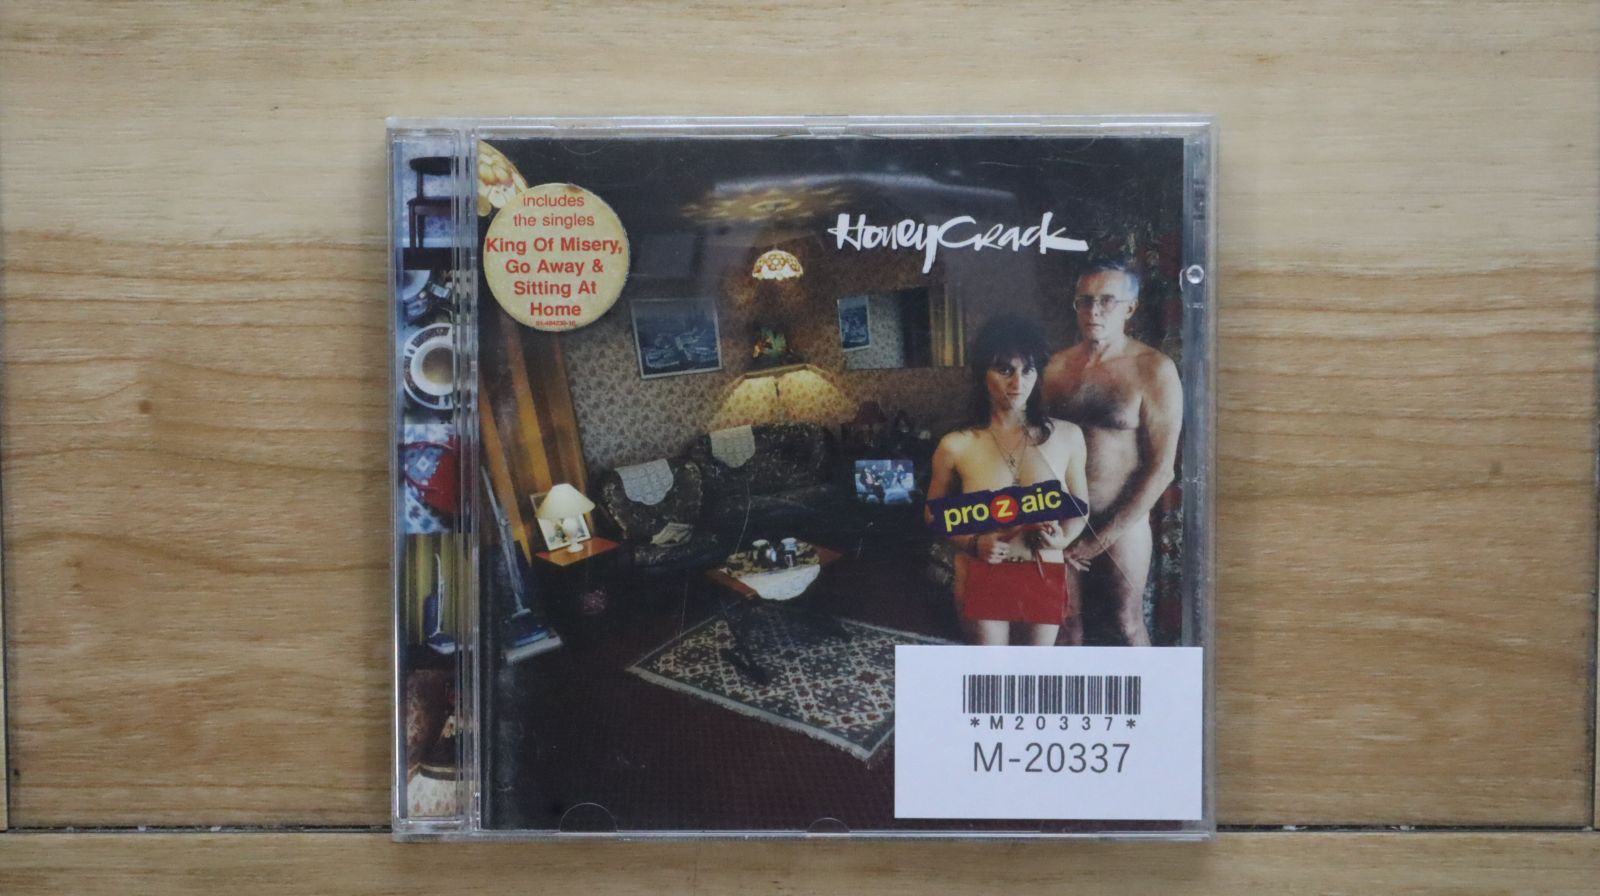 includes
the singles
King Of Misery,
Go Away &
Sitting At
Home
HoneyCrack
prozaic
*M20337*
M-20337